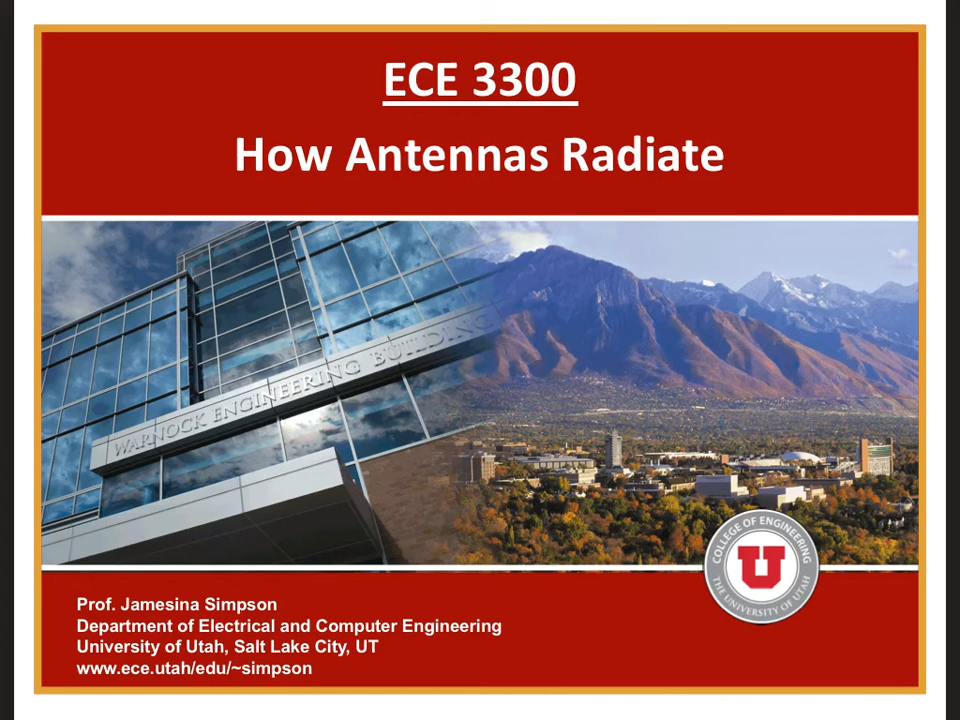 ECE 3300
How Antennas Radiate
WARNOCK ENGINEERING BUILDING
COLLEGE OF ENGINEERING
U
THE UNIVERSITY OF UTAH
Prof. Jamesina Simpson
Department of Electrical and Computer Engineering
University of Utah, Salt Lake City, UT
www.ece.utah/edu/~simpson